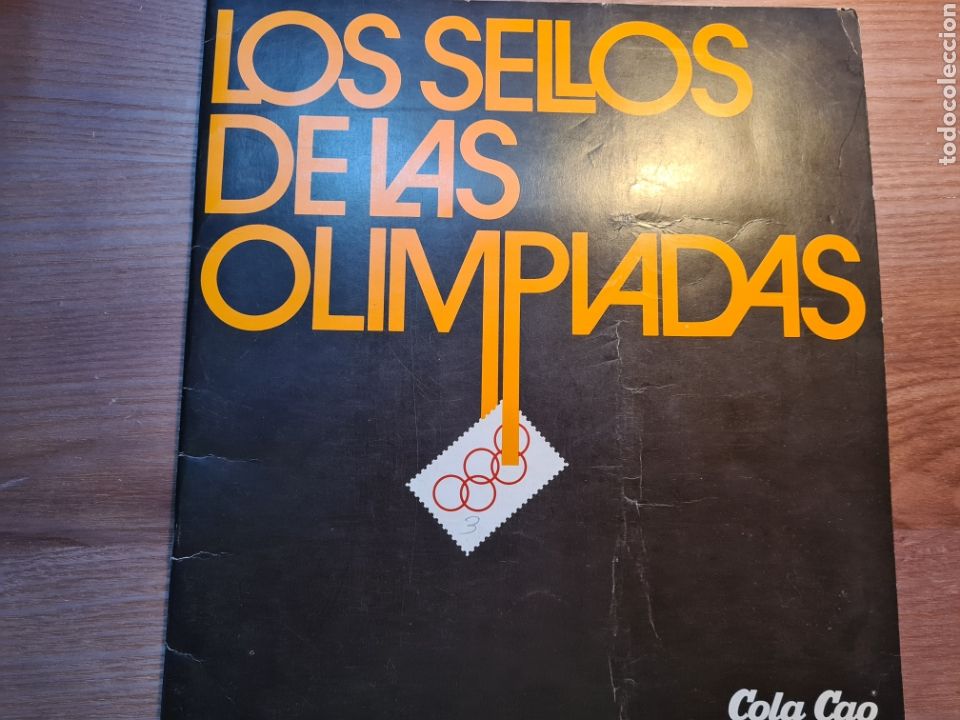 LOS SELLOS
DE LAS
OLIMPIADAS
3
Cola Cao
todocoleccion